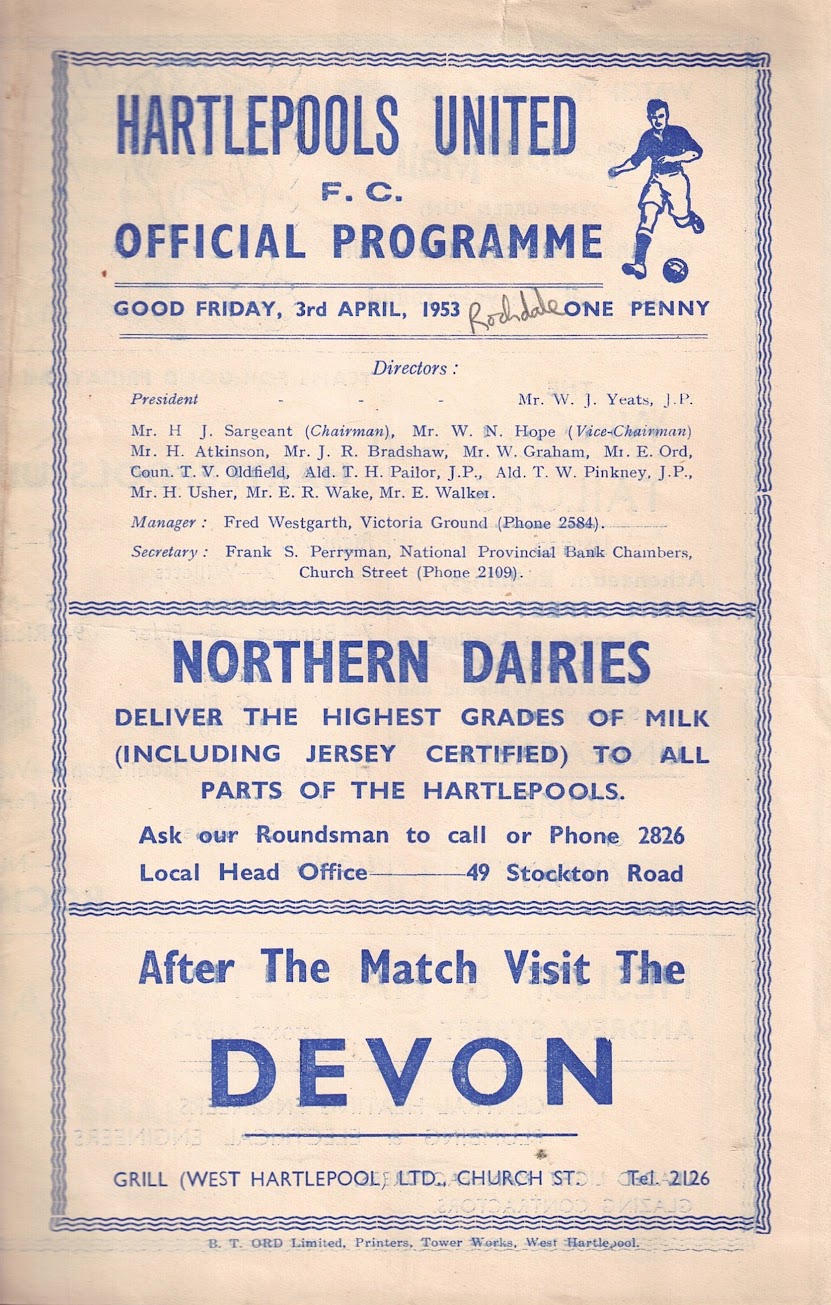 HARTLEPOOLS UNITED
F. C.
OFFICIAL PROGRAMME
GOOD FRIDAY, 3rd APRIL, 1953 Rochdale ONE PENNY
Directors :
President - - - Mr. W. J. Yeats, J.P.
Mr. H J. Sargeant (Chairman), Mr. W. N. Hope (Vice-Chairman)
Mr. H. Atkinson, Mr. J. R. Bradshaw, Mr. W. Graham, Mr. E. Ord,
Coun. T. V. Oldfield, Ald. T. H. Pailor, J.P., Ald. T. W. Pinkney, J.P.,
Mr. H. Usher, Mr. E. R. Wake, Mr. E. Walker.
Manager : Fred Westgarth, Victoria Ground (Phone 2584).
Secretary : Frank S. Perryman, National Provincial Bank Chambers,
Church Street (Phone 2109).
NORTHERN DAIRIES
DELIVER THE HIGHEST GRADES OF MILK
(INCLUDING JERSEY CERTIFIED) TO ALL
PARTS OF THE HARTLEPOOLS.
Ask our Roundsman to call or Phone 2826
Local Head Office——49 Stockton Road
After The Match Visit The
DEVON
GRILL (WEST HARTLEPOOL) LTD., CHURCH ST. Tel. 2126
B. T. ORD Limited, Printers, Tower Works, West Hartlepool.